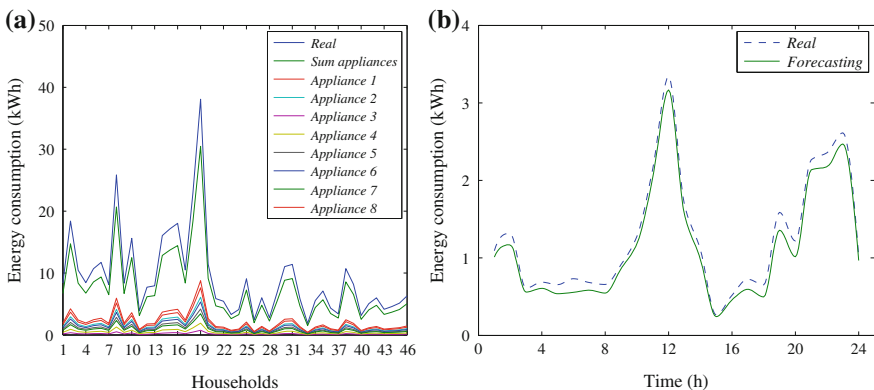 (a)
50
40
30
20
10
0
Energy consumption (kWh)
1 4 7 10 13 16 19 22 25 28 31 34 37 40 43 46
Households
Real
Sum appliances
Appliance 1
Appliance 2
Appliance 3
Appliance 4
Appliance 5
Appliance 6
Appliance 7
Appliance 8
(b)
4
3
2
1
0
Energy consumption (kWh)
0 4 8 12 16 20 24
Time (h)
Real
Forecasting